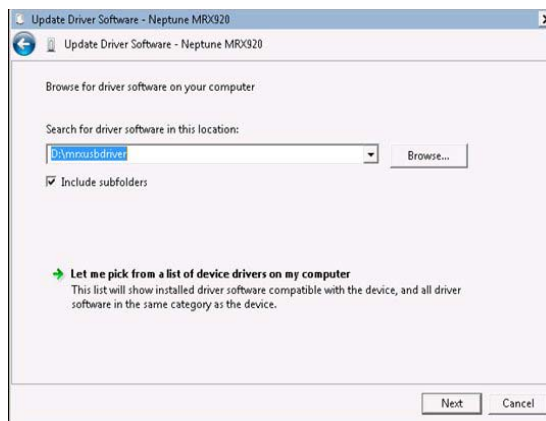 Update Driver Software - Neptune MRX920
Update Driver Software - Neptune MRX920
Browse for driver software on your computer
Search for driver software in this location:
D:\mrxusbdriver
Browse...
Include subfolders
Let me pick from a list of device drivers on my computer
This list will show installed driver software compatible with the device, and all driver
software in the same category as the device.
Next
Cancel